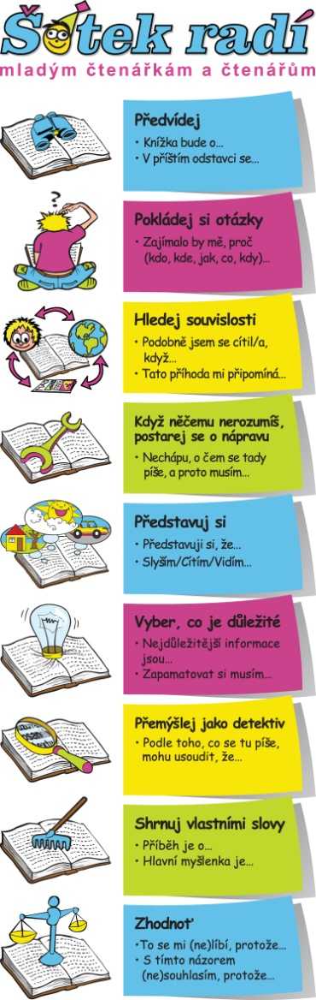 Šotek radí
mladým čtenářkám a čtenářům
Předvídej
• Knížka bude o...
• V příštím odstavci se...
?
Pokládej si otázky
• Zajímalo by mě, proč
(kdo, kde, jak, co, kdy)...
Hledej souvislosti
• Podobně jsem se cítil/a,
když...
• Tato příhoda mi připomíná...
Když něčemu nerozumíš,
postarej se o nápravu
• Nechápu, o čem se tady
píše, a proto musím...
Představuj si
• Představuji si, že...
• Slyším/Cítím/Vidím...
Vyber, co je důležité
• Nejdůležitější informace
jsou...
• Zapamatovat si musím...
Přemýšlej jako detektiv
• Podle toho, co se tu píše,
mohu usoudit, že...
Shrnuj vlastními slovy
• Příběh je o...
• Hlavní myšlenka je...
Zhodnoť
•To se mi (ne)líbí, protože...
• S tímto názorem
(ne)souhlasím, protože...